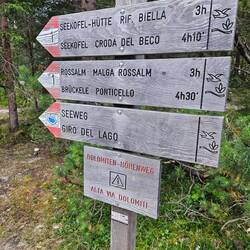 SEEKOFEL-HÜTTE RIF. BIELLA 3h
SEEKOFEL CRODA DEL BECO 4h10'
ROSSALM MALGA ROSSALM 3h
BRÜCKELE PONTICELLO 4h30'
SEEWEG
GIRO DEL LAGO
DOLOMITEN-HÖHENWEG
ALTA VIA DOLOMITI